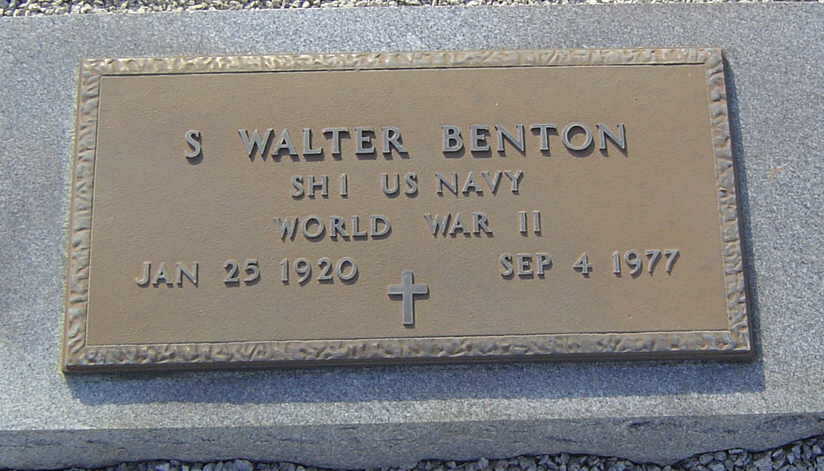 S WALTER BENTON
SH1 US NAVY
WORLD WAR II
JAN 25 1920 SEP 4 1977